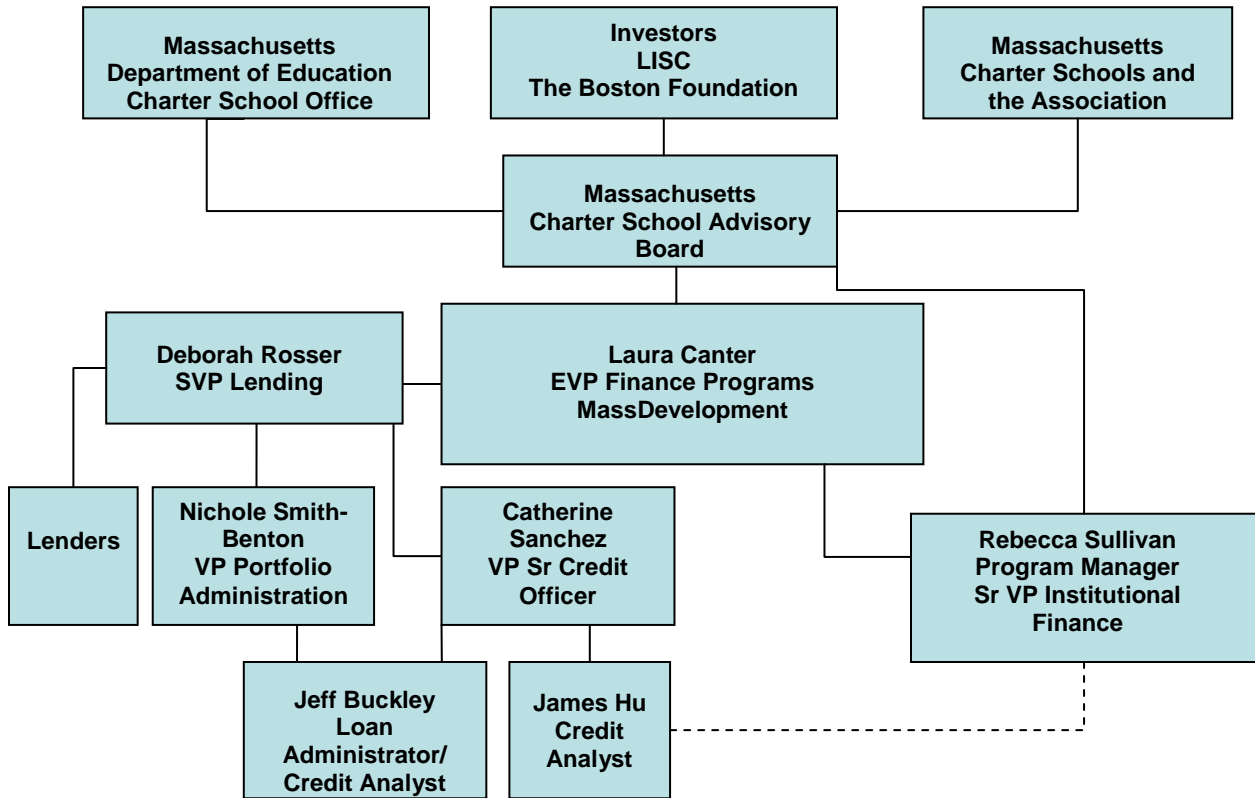 Massachusetts
Department of Education
Charter School Office
Investors
LISC
The Boston Foundation
Massachusetts
Charter Schools and
the Association
Massachusetts
Charter School Advisory
Board
Deborah Rosser
SVP Lending
Laura Canter
EVP Finance Programs
MassDevelopment
Lenders
Nichole Smith-
Benton
VP Portfolio
Administration
Catherine
Sanchez
VP Sr Credit
Officer
Rebecca Sullivan
Program Manager
Sr VP Institutional
Finance
Jeff Buckley
Loan
Administrator/
Credit Analyst
James Hu
Credit
Analyst